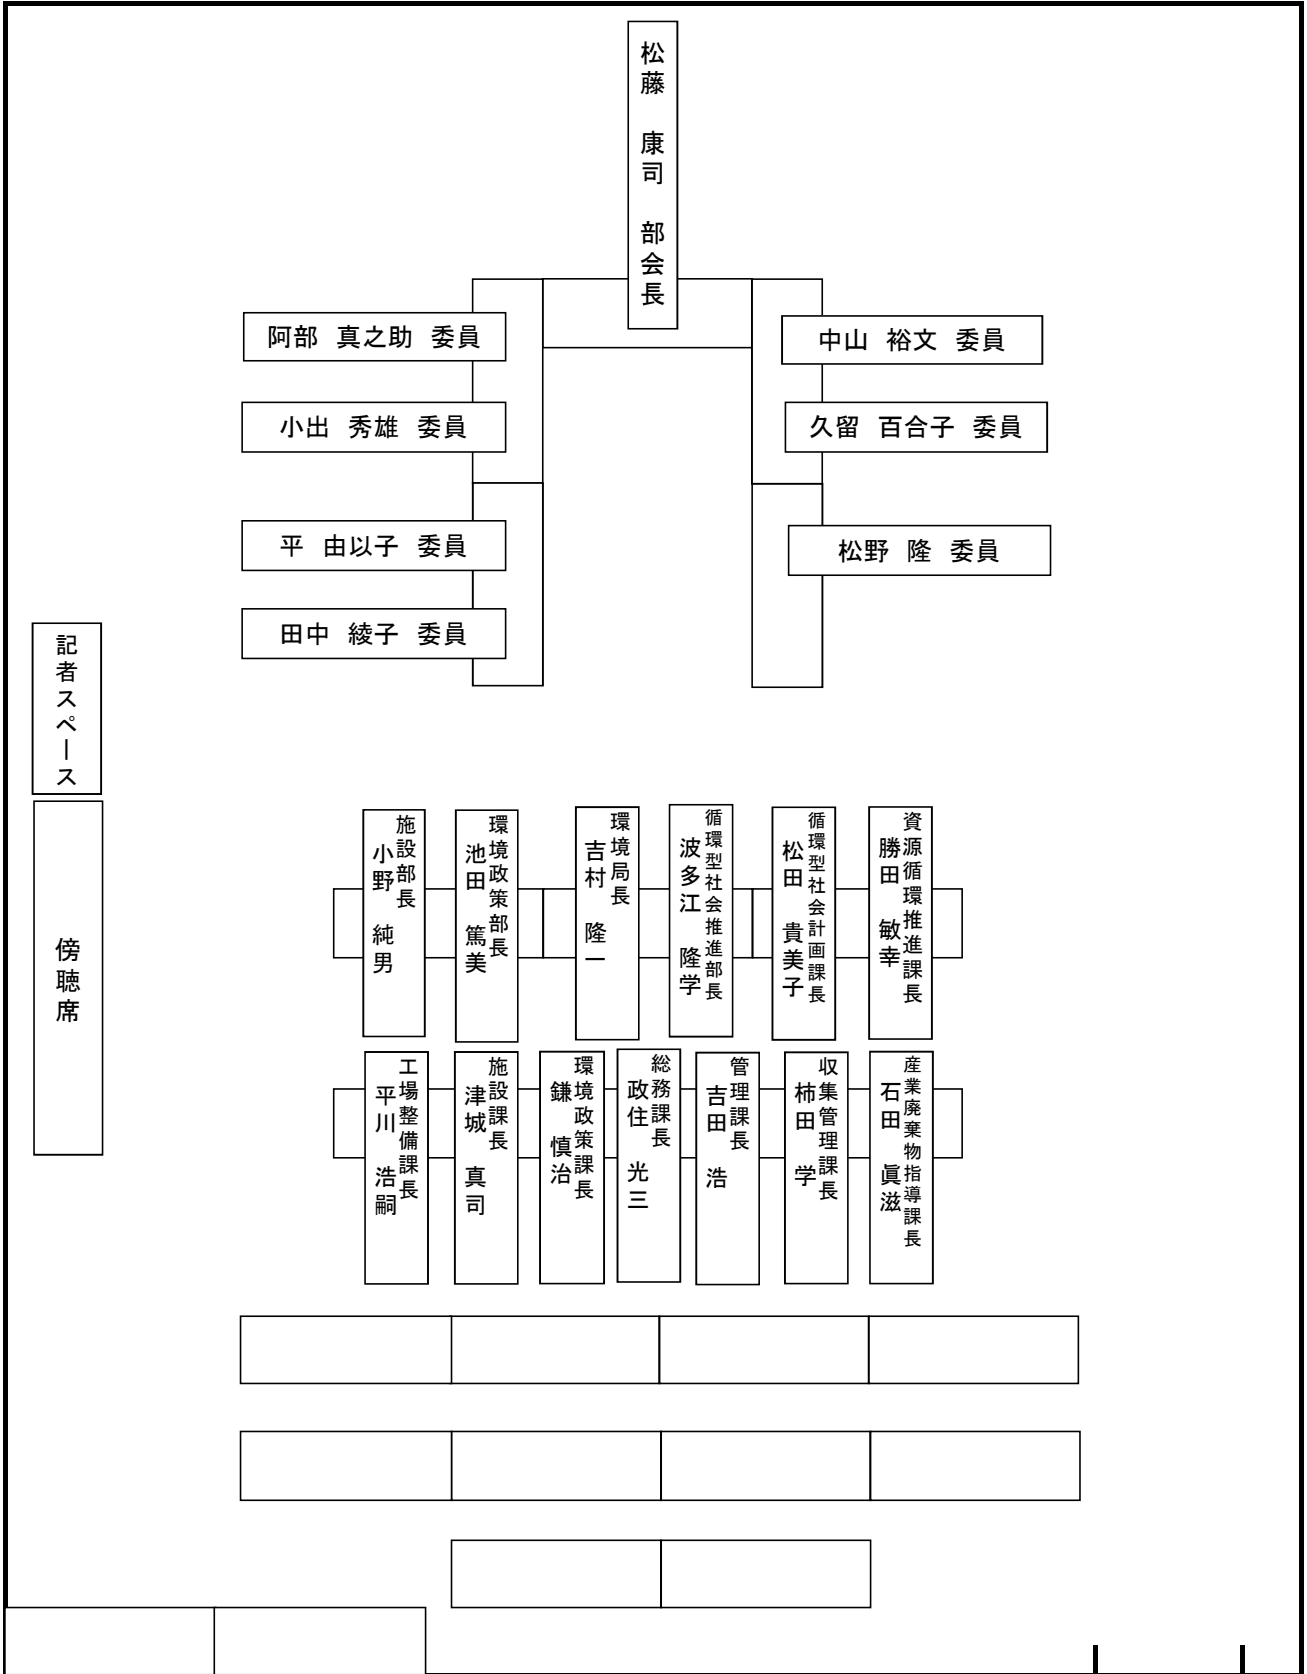 松藤 康司 部会長
阿部 真之助 委員
中山 裕文 委員
小出 秀雄 委員
久留 百合子 委員
平 由以子 委員
松野 隆 委員
田中 綾子 委員
記者スペース
傍聴席
施設部長
小野 純男
環境政策部長
池田 篤美
環境局長
吉村 隆一
循環型社会推進部長
波多江 隆学
循環型社会計画課長
松田 貴美子
資源循環推進課長
勝田 敏幸
工場整備課長
平川 浩嗣
施設課長
津城 真司
環境政策課長
鎌 慎治
総務課長
政住 光三
管理課長
吉田 浩
収集管理課長
柿田 学
産業廃棄物指導課長
石田 眞滋